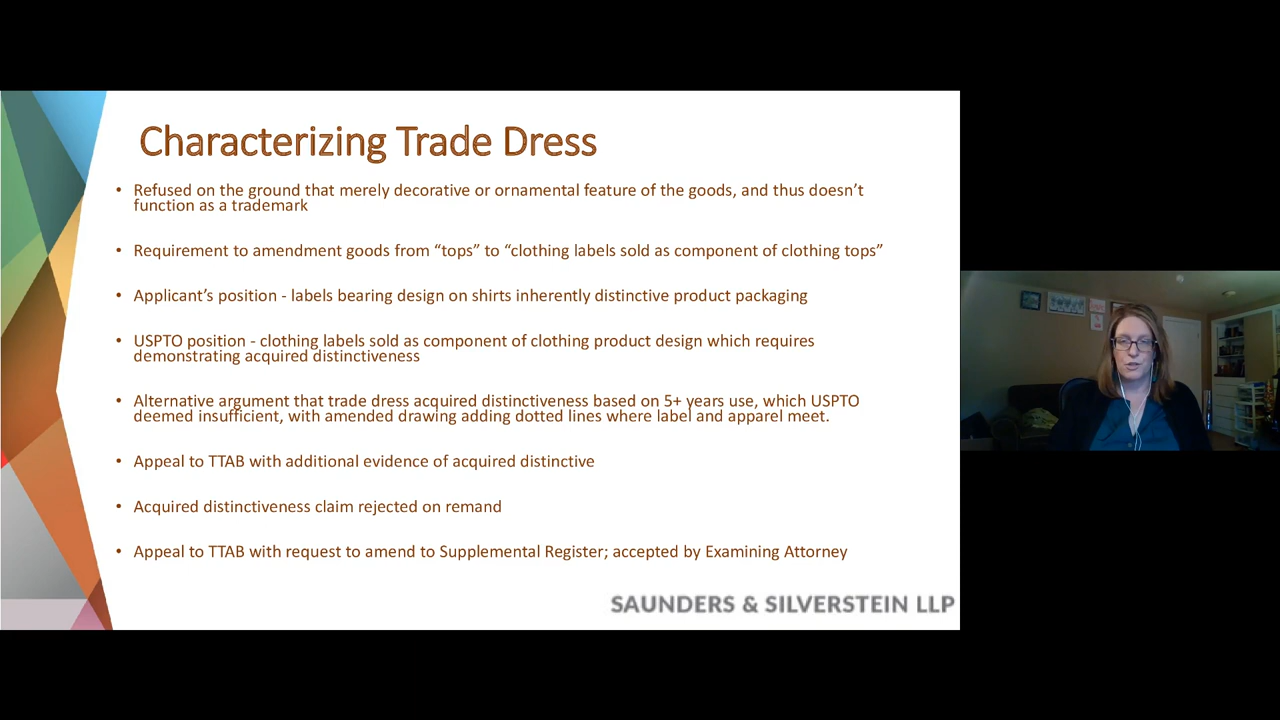 Characterizing Trade Dress
• Refused on the ground that merely decorative or ornamental feature of the goods, and thus doesn’t
function as a trademark
• Requirement to amendment goods from “tops” to “clothing labels sold as component of clothing tops”
• Applicant’s position - labels bearing design on shirts inherently distinctive product packaging
• USPTO position - clothing labels sold as component of clothing product design which requires
demonstrating acquired distinctiveness
• Alternative argument that trade dress acquired distinctiveness based on 5+ years use, which USPTO
deemed insufficient, with amended drawing adding dotted lines where label and apparel meet.
• Appeal to TTAB with additional evidence of acquired distinctive
• Acquired distinctiveness claim rejected on remand
• Appeal to TTAB with request to amend to Supplemental Register; accepted by Examining Attorney
SAUNDERS & SILVERSTEIN LLP